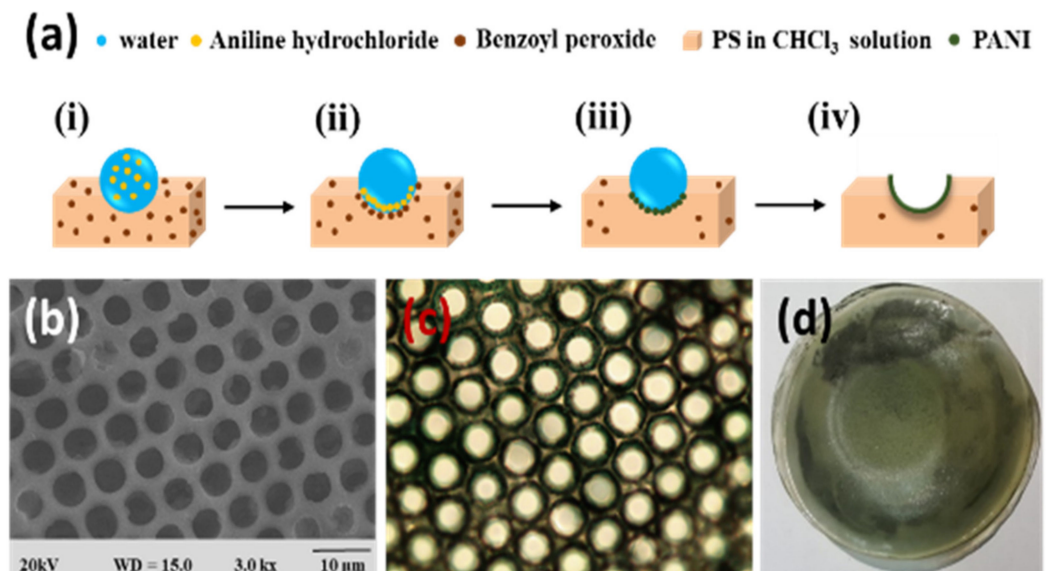 (a) water Aniline hydrochloride Benzoyl peroxide PS in CHCl₃ solution PANI
(i) (ii) (iii) (iv)
(b) (c) (d)
20kV WD = 15.0 3.0 kx 10 μm